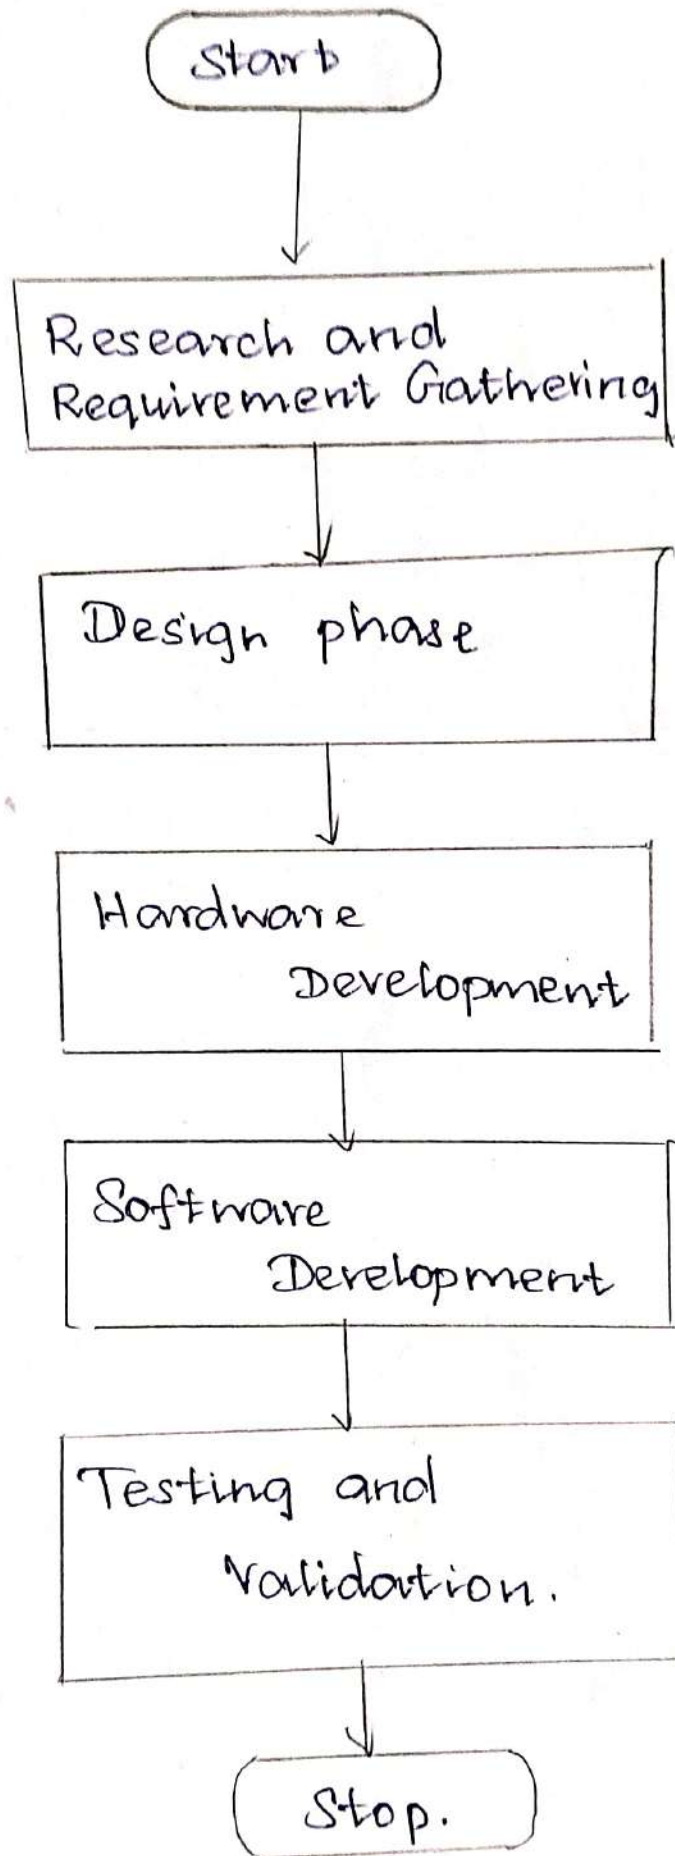 Start
Research and
Requirement Gathering
Design phase
Hardware
Development
Software
Development
Testing and
Validation.
Stop.